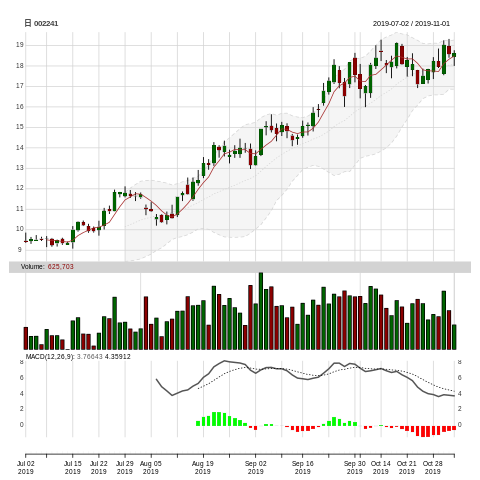 日 002241
2019-07-02 / 2019-11-01
19
18
17
16
15
14
13
12
11
10
9
Volume: 625,703
MACD(12,26,9): 3.76643 4.35912
8 8
6 6
4 4
2 2
0 0
Jul 02 Jul 15 Jul 22 Jul 29 Aug 05 Aug 19 Sep 02 Sep 16 Sep 30 Oct 14 Oct 21 Oct 28
2019 2019 2019 2019 2019 2019 2019 2019 2019 2019 2019 2019